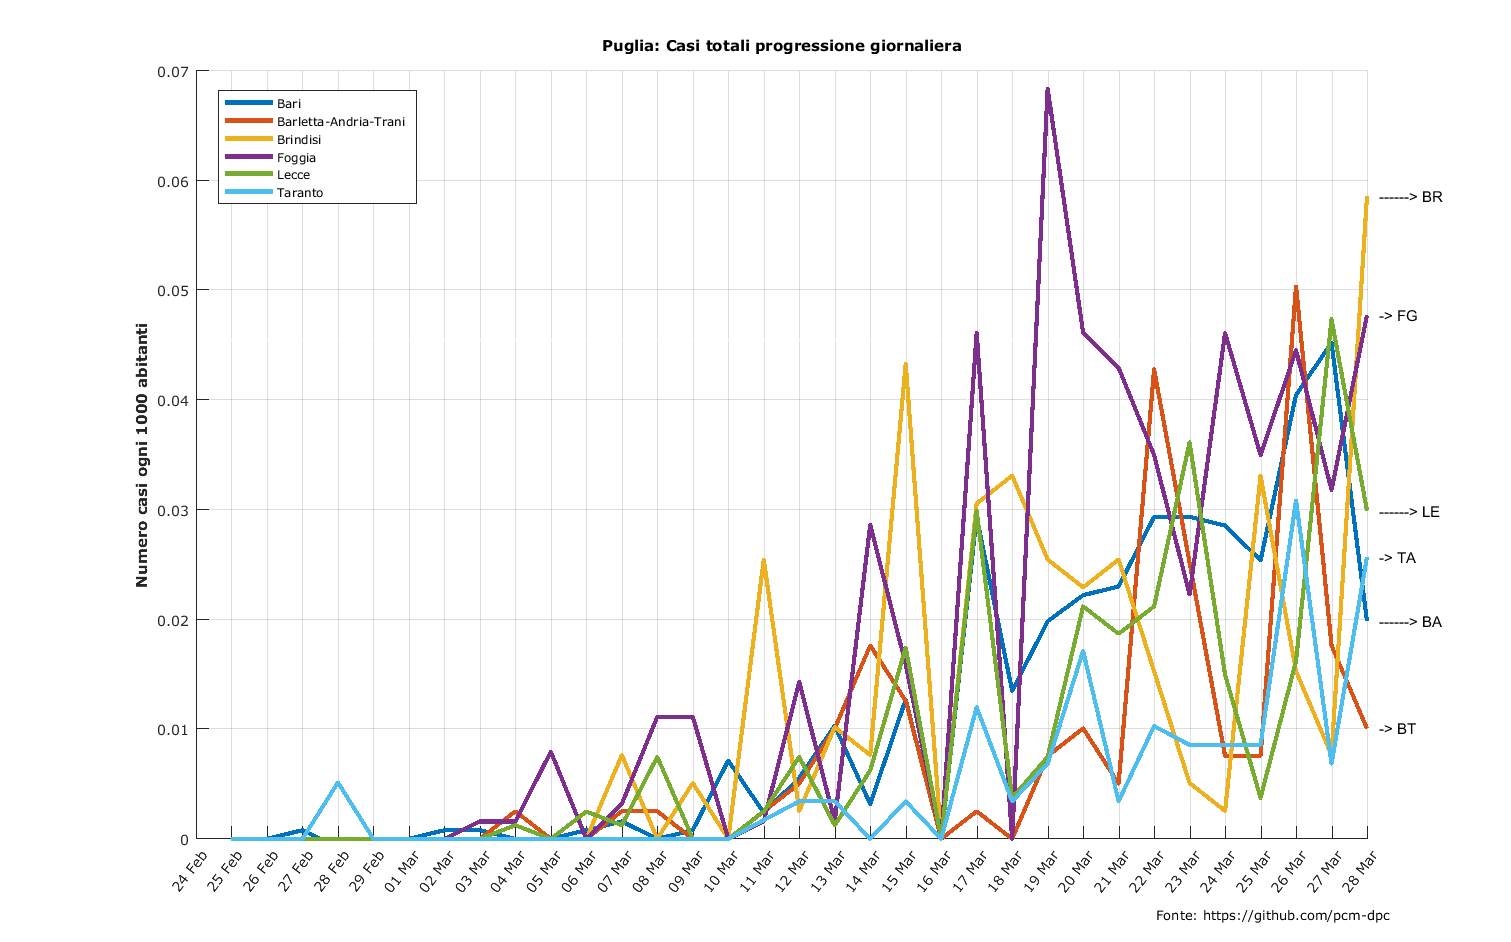 Puglia: Casi totali progressione giornaliera
Numero casi ogni 1000 abitanti
0.07
0.06
0.05
0.04
0.03
0.02
0.01
0
Bari
Barletta-Andria-Trani
Brindisi
Foggia
Lecce
Taranto
------> BR
-> FG
------> LE
-> TA
------> BA
-> BT
24 Feb
25 Feb
26 Feb
27 Feb
28 Feb
29 Feb
01 Mar
02 Mar
03 Mar
04 Mar
05 Mar
06 Mar
07 Mar
08 Mar
09 Mar
10 Mar
11 Mar
12 Mar
13 Mar
14 Mar
15 Mar
16 Mar
17 Mar
18 Mar
19 Mar
20 Mar
21 Mar
22 Mar
23 Mar
24 Mar
25 Mar
26 Mar
27 Mar
28 Mar
Fonte: https://github.com/pcm-dpc